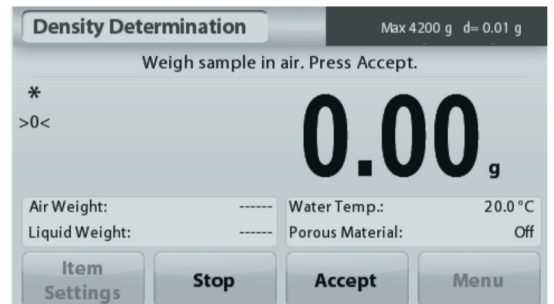 Density Determination
Max 4200 g d= 0.01 g
Weigh sample in air. Press Accept.
*
>0<
0.00 g
Air Weight: ------
Liquid Weight: ------
Water Temp.: 20.0 °C
Porous Material: Off
Item Settings
Stop
Accept
Menu